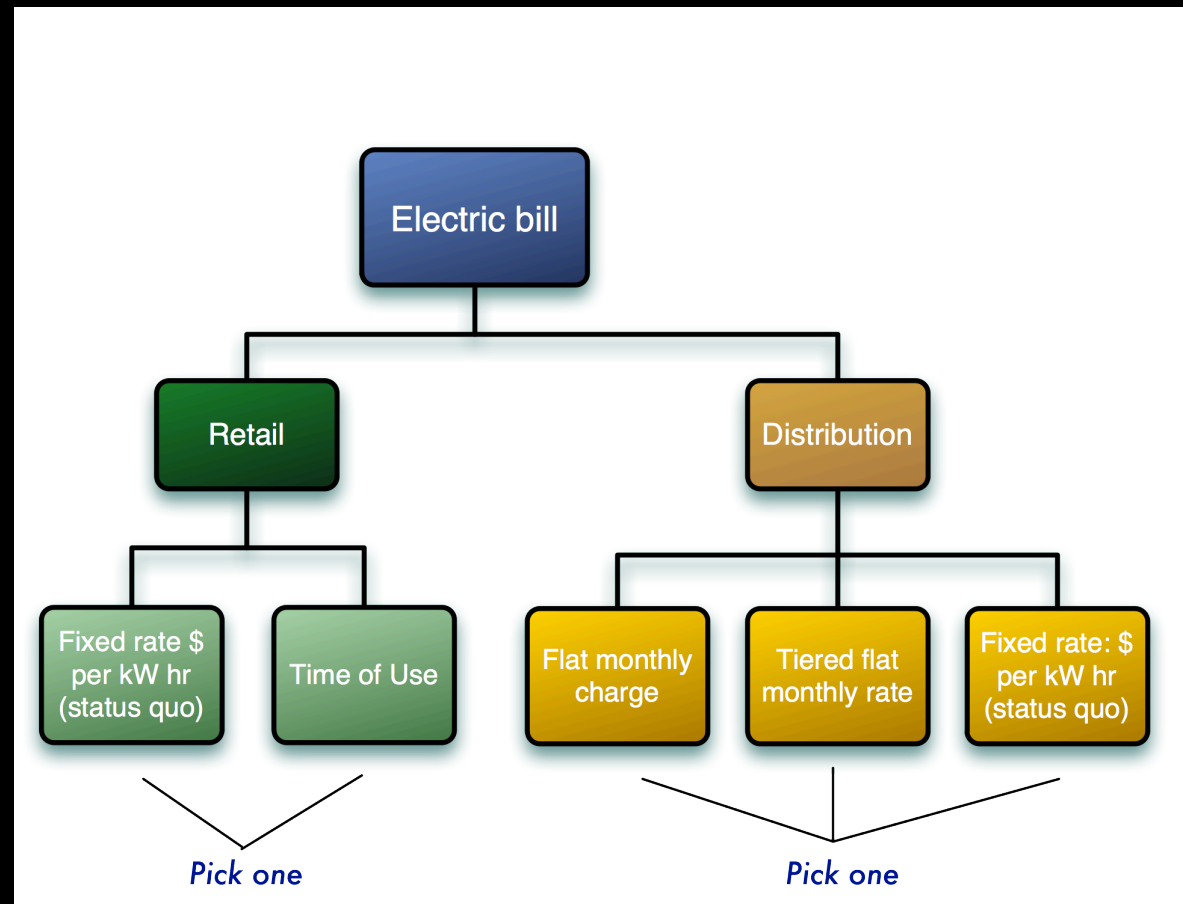 Electric bill
Retail
Distribution
Fixed rate $
per kW hr
(status quo)
Time of Use
Flat monthly
charge
Tiered flat
monthly rate
Fixed rate: $
per kW hr
(status quo)
Pick one
Pick one